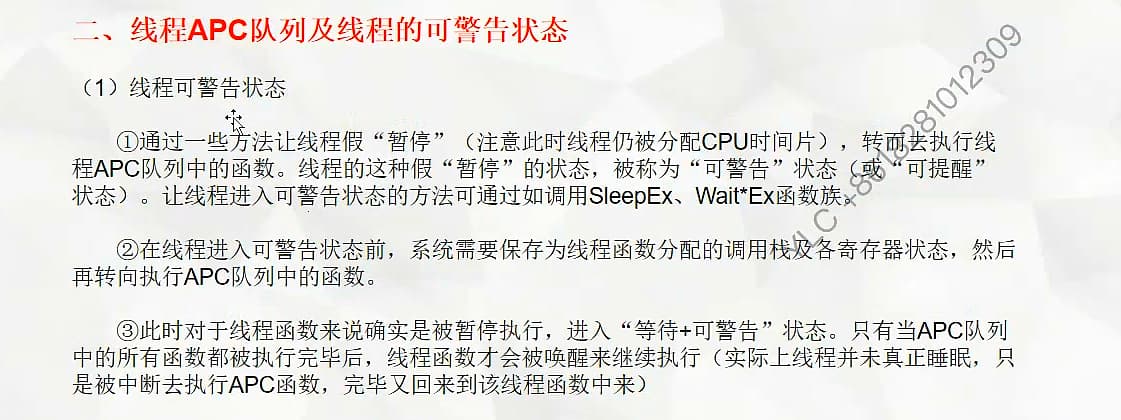 二、线程APC队列及线程的可警告状态
（1）线程可警告状态
①通过一些方法让线程假“暂停”（注意此时线程仍被分配CPU时间片），转而去执行线
程APC队列中的函数。线程的这种假“暂停”的状态，被称为“可警告”状态（或“可提醒”
状态）。让线程进入可警告状态的方法可通过如调用SleepEx、Wait*Ex函数族。
②在线程进入可警告状态前，系统需要保存为线程函数分配的调用栈及各寄存器状态，然后
再转向执行APC队列中的函数。
③此时对于线程函数来说确实是被暂停执行，进入“等待+可警告”状态。只有当APC队列
中的所有函数都被执行完毕后，线程函数才会被唤醒来继续执行（实际上线程并未真正睡眠，只
是被中断去执行APC函数，完毕又回来到该线程函数中来）
YLC +8613281012309